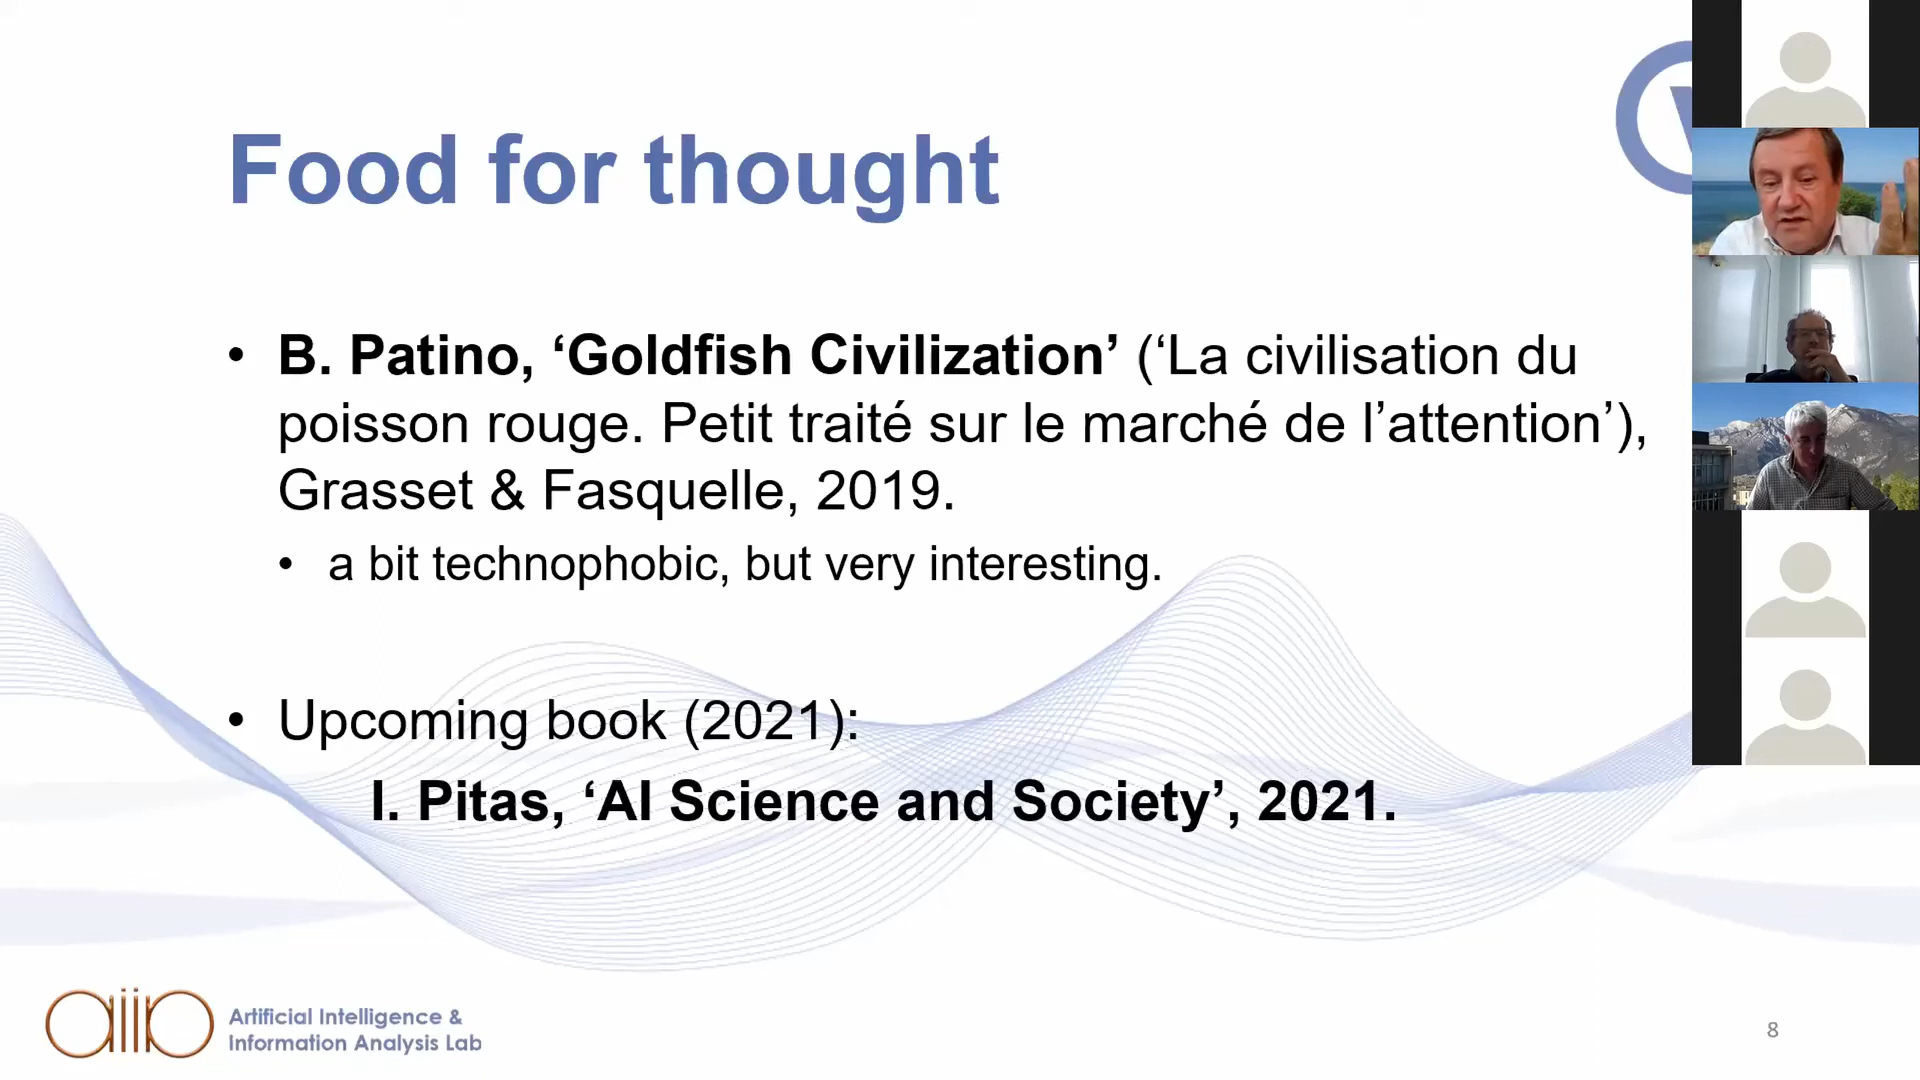 Food for thought
• B. Patino, ‘Goldfish Civilization’ (‘La civilisation du
poisson rouge. Petit traité sur le marché de l’attention’),
Grasset & Fasquelle, 2019.
• a bit technophobic, but very interesting.
• Upcoming book (2021):
I. Pitas, ‘AI Science and Society’, 2021.
aiia
Artificial Intelligence &
Information Analysis Lab
8